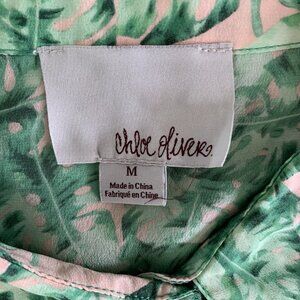 chloe oliver
M
Made in China
Fabriqué en Chine